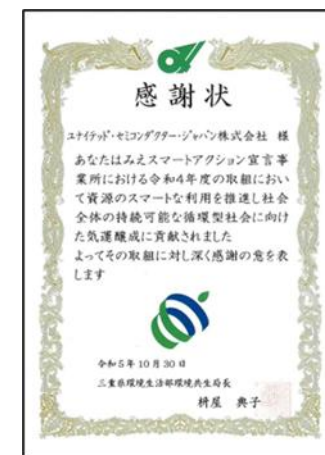 感謝状
ユナイテッド・セミコンダクター・ジャパン株式会社 様
あなたはみえスマートアクション宣言事
業所における令和4年度の取組におい
て資源のスマートな利用を推進し社会
全体の持続可能な循環型社会に向け
た気運醸成に貢献されました
よってその取組に対し深く感謝の意を表
します
令和5年10月30日
三重県環境生活部環境共生局長
枡屋 典子